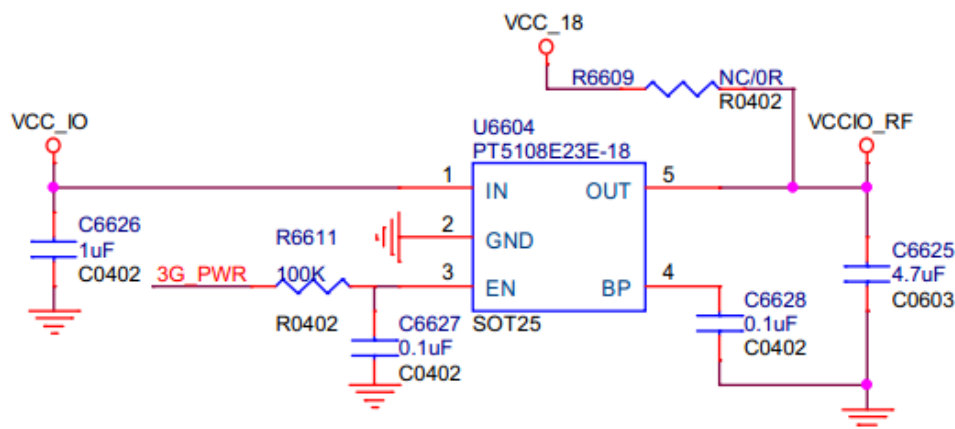 VCC_18
R6609
NC/0R
R0402
VCC_IO
U6604
PT5108E23E-18
VCCIO_RF
1
IN
OUT
5
2
GND
C6626
1uF
C0402
R6611
3G_PWR
100K
3
EN
BP
4
C6625
4.7uF
C0603
R0402
C6627
0.1uF
C0402
SOT25
C6628
0.1uF
C0402